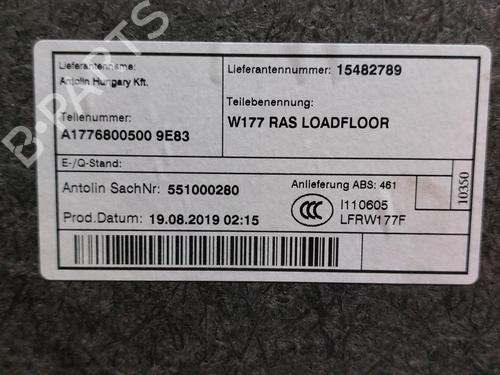 Lieferantenname:
Antolin Hungary Kft.
Lieferantennummer: 15482789
Teilenummer:
A1776800500 9E83
Teilebenennung:
W177 RAS LOADFLOOR
E-/Q-Stand:
Antolin SachNr: 551000280
Anlieferung ABS: 461
Prod.Datum: 19.08.2019 02:15
CCC
I110605
LFRW177F
10350
B-PARTS